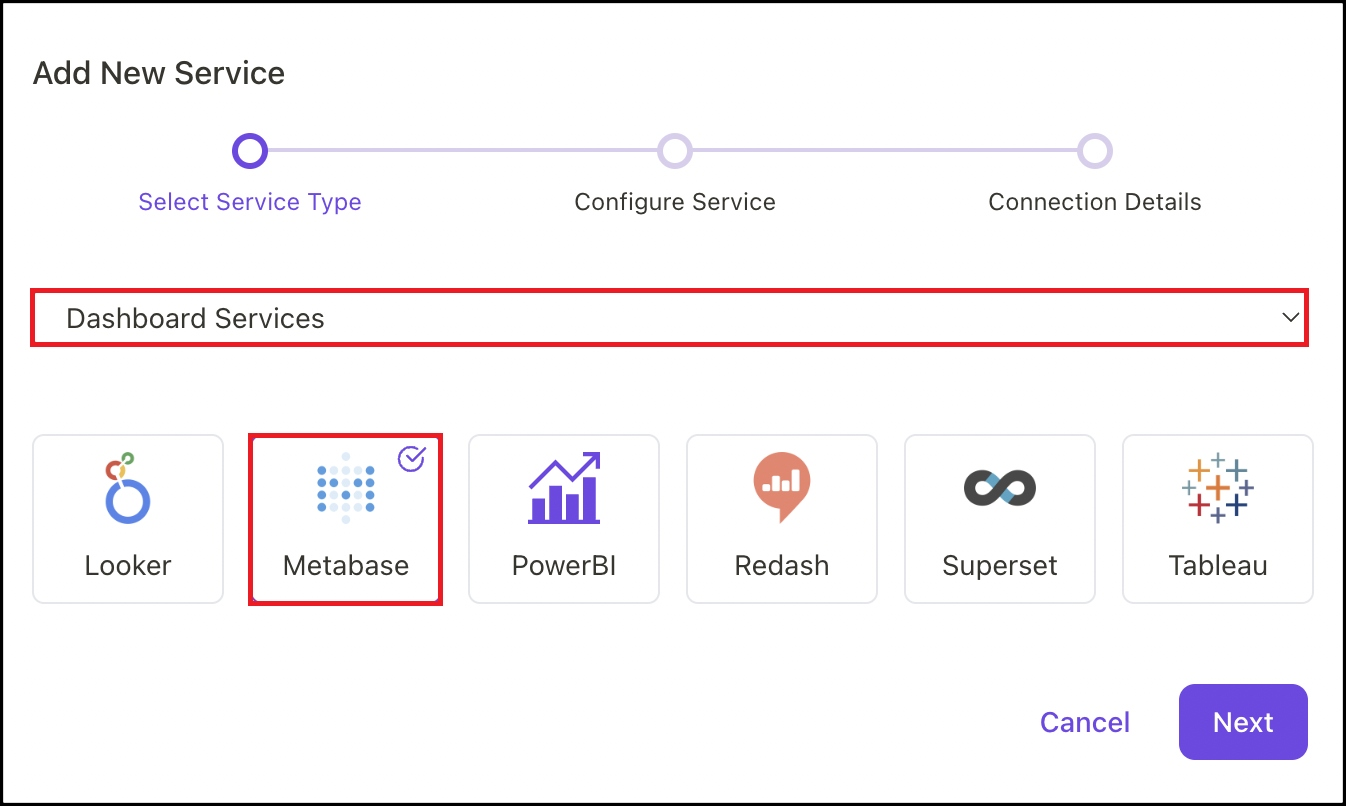 Add New Service
Select Service Type Configure Service Connection Details
Dashboard Services
Looker Metabase PowerBI Redash Superset Tableau
Cancel Next